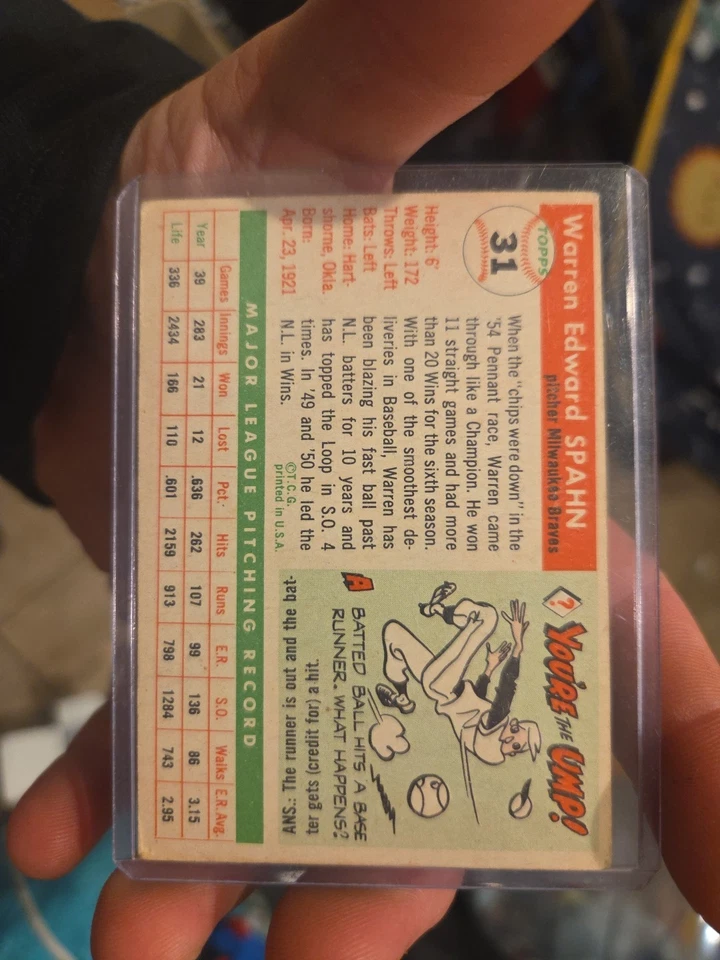 Warren Edward SPAHN
pitcher Milwaukee Braves
TOPPS
31
Height: 6'
Weight: 172
Throws: Left
Bats: Left
Home: Hart-
shorne, Okla.
Born:
Apr. 23, 1921
When the "chips were down" in the
'54 Pennant race, Warren came
through like a Champion. He won
11 straight games and had more
than 20 Wins for the sixth season.
With one of the smoothest de-
liveries in Baseball, Warren has
been blazing his fast ball past
N.L. batters for 10 years and
has topped the Loop in S.O. 4
times. In '49 and '50 he led the
N.L. in Wins.
©T.C.G.
printed in U.S.A.
? YOU'RE THE UMP!
A BATTED BALL HITS A BASE
RUNNER. WHAT HAPPENS?
ANS.: The runner is out and the bat-
ter gets (credit for) a hit.
MAJOR LEAGUE PITCHING RECORD
Games Innings Won Lost Pct. Hits Runs E.R. S.O. Walks E.R.Avg.
Year 39 283 21 12 .636 262 107 99 136 86 3.15
Life 336 2434 166 110 .601 2159 913 798 1284 743 2.95